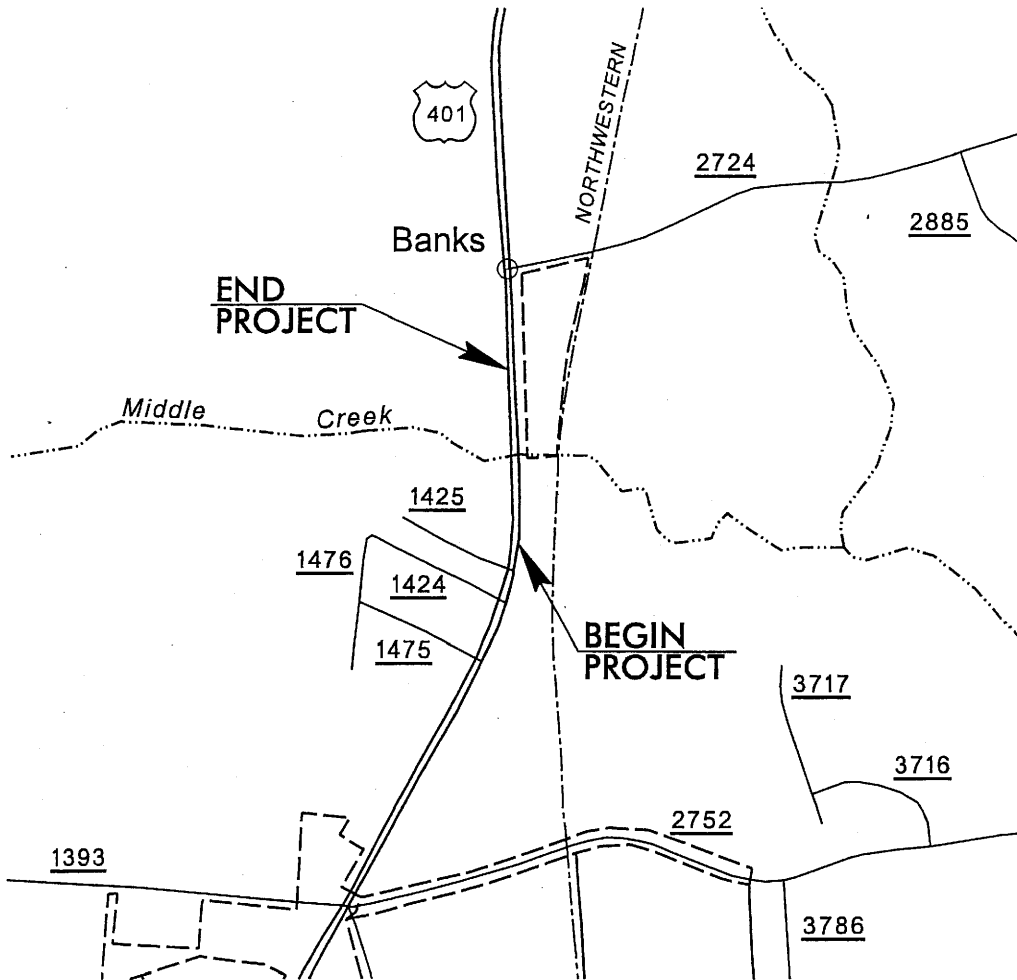 401
NORTHWESTERN
2724
2885
Banks
END
PROJECT
Middle Creek
1425
1476
1424
1475
BEGIN
PROJECT
3717
3716
2752
1393
3786